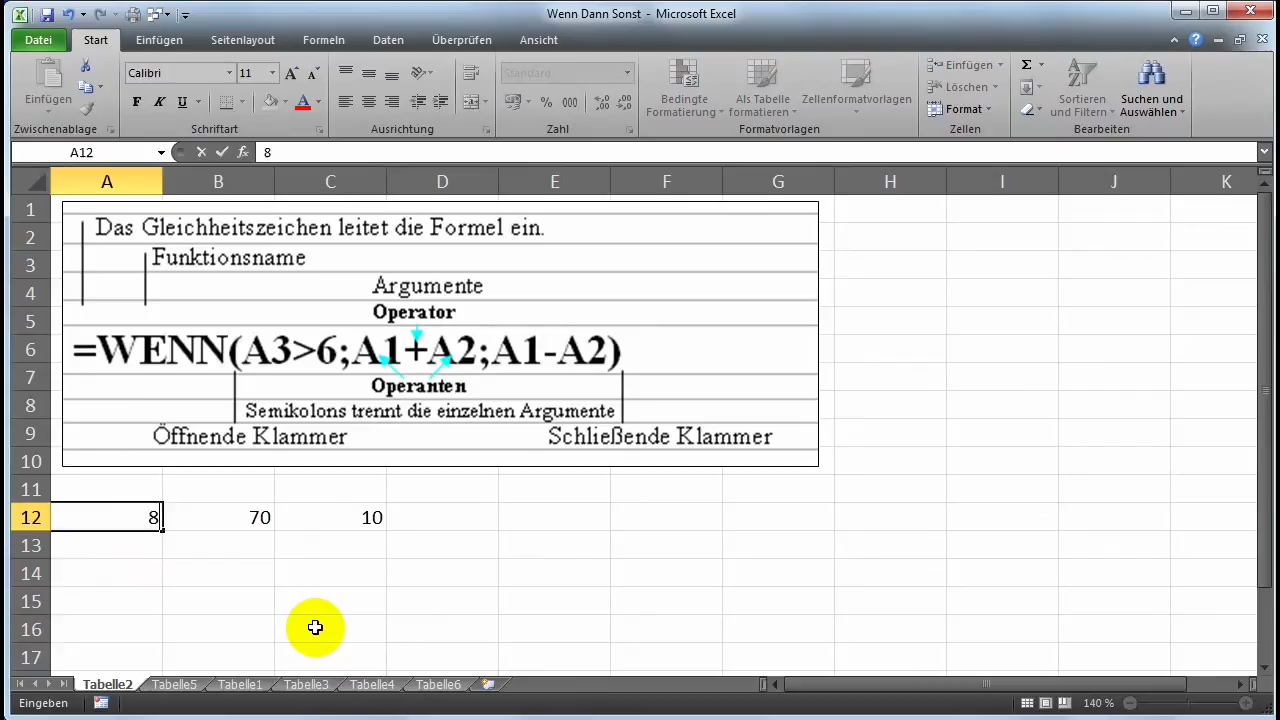 Wenn Dann Sonst - Microsoft Excel
Datei Start Einfügen Seitenlayout Formeln Daten Überprüfen Ansicht
Einfügen
Zwischenablage
Calibri 11
F K U
Schriftart
Ausrichtung
Standard
% 000
Zahl
Bedingte Formatierung
Als Tabelle formatieren
Zellenformatvorlagen
Formatvorlagen
Einfügen
Löschen
Format
Zellen
Σ
Sortieren und Filtern
Suchen und Auswählen
Bearbeiten
A12 fx 8
A B C D E F G H I J K
1
2
3
4
5
6
7
8
9
10
11
12
13
14
15
16
17
Das Gleichheitszeichen leitet die Formel ein.
Funktionsname
Argumente
Operator
=WENN(A3>6;A1+A2;A1-A2)
Operanten
Semikolons trennt die einzelnen Argumente
Öffnende Klammer Schließende Klammer
8 70 10
Tabelle2 Tabelle5 Tabelle1 Tabelle3 Tabelle4 Tabelle6
Eingeben 140 %